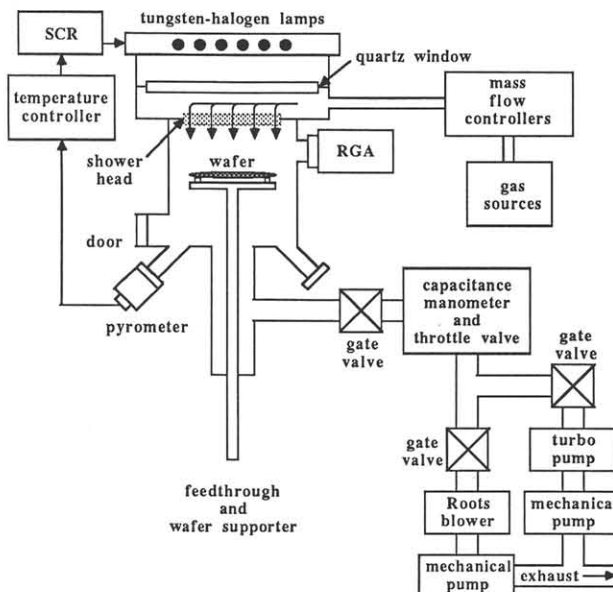 tungsten-halogen lamps
SCR
quartz window
temperature
controller
mass
flow
controllers
shower
head
wafer
RGA
gas
sources
door
pyrometer
capacitance
manometer
and
throttle valve
gate
valve
gate
valve
gate
valve
turbo
pump
feedthrough
and
wafer supporter
Roots
blower
mechanical
pump
mechanical
pump
exhaust